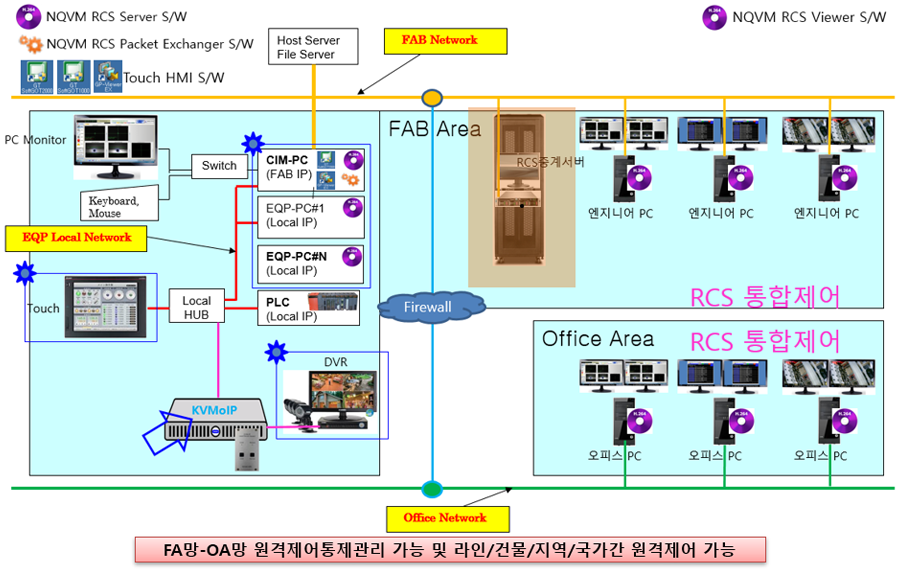 NQVM RCS Server S/W
NQVM RCS Packet Exchanger S/W
Touch HMI S/W
Host Server
File Server
FAB Network
NQVM RCS Viewer S/W
PC Monitor
Switch
Keyboard,
Mouse
CIM-PC
(FAB IP)
EQP-PC#1
(Local IP)
EQP-PC#N
(Local IP)
EQP Local Network
Touch
Local
HUB
PLC
(Local IP)
DVR
KVMoIP
FAB Area
RCS중계서버
엔지니어 PC
엔지니어 PC
엔지니어 PC
RCS 통합제어
Firewall
Office Area
RCS 통합제어
오피스 PC
오피스 PC
오피스 PC
Office Network
FA망-OA망 원격제어통제관리 가능 및 라인/건물/지역/국가간 원격제어 가능